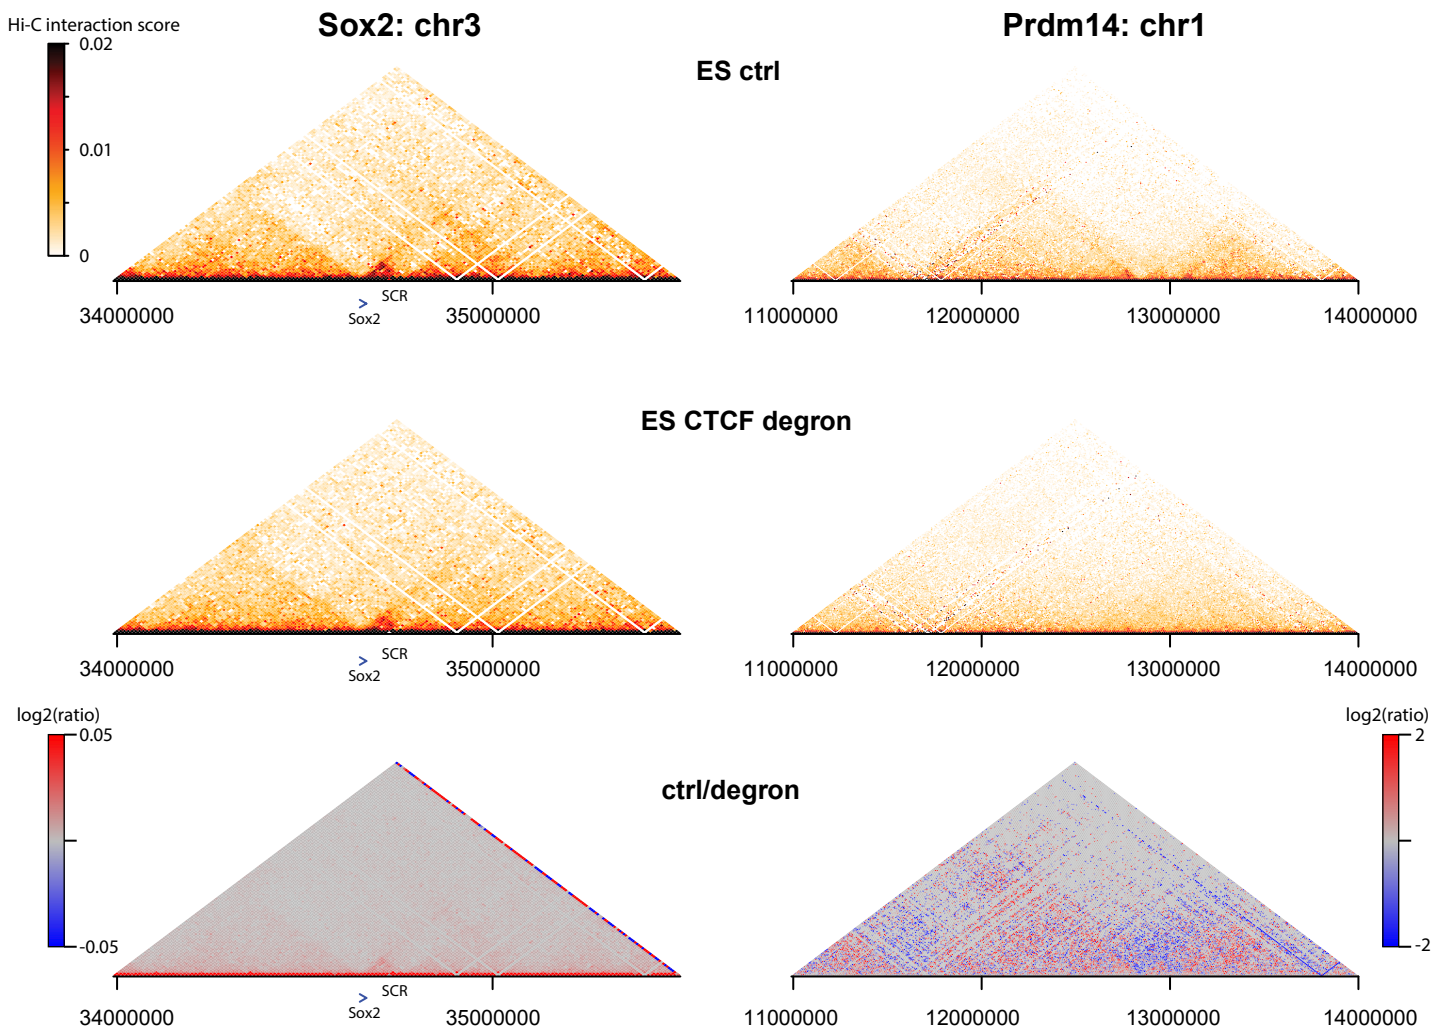 Sox2: chr3
Prdm14: chr1
Hi-C interaction score
0.02
0.01
0
ES ctrl
>
SCR
Sox2
34000000
35000000
11000000
12000000
13000000
14000000
ES CTCF degron
>
SCR
Sox2
34000000
35000000
11000000
12000000
13000000
14000000
log2(ratio)
0.05
-0.05
ctrl/degron
log2(ratio)
2
-2
>
SCR
Sox2
34000000
35000000
11000000
12000000
13000000
14000000